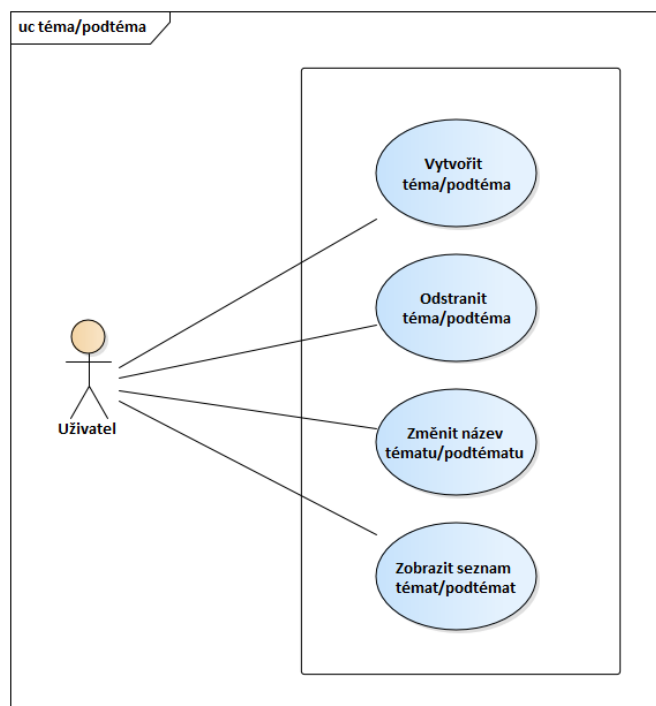 uc téma/podtéma
Vytvořit
téma/podtéma
Odstranit
téma/podtéma
Uživatel
Změnit název
tématu/podtématu
Zobrazit seznam
témat/podtémat